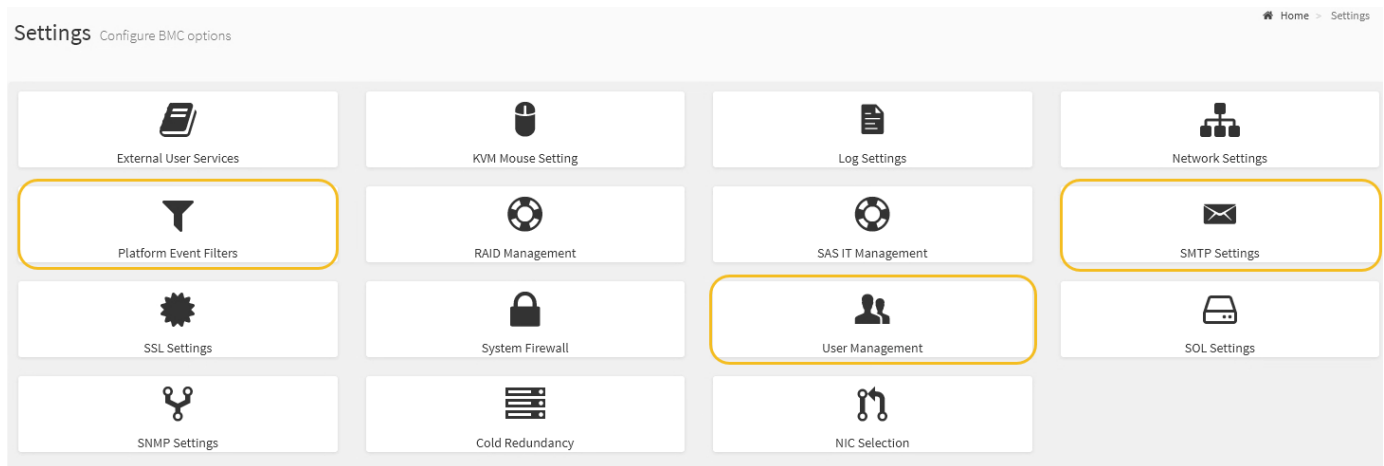 Home > Settings
Settings Configure BMC options
External User Services
KVM Mouse Setting
Log Settings
Network Settings
Platform Event Filters
RAID Management
SAS IT Management
SMTP Settings
SSL Settings
System Firewall
User Management
SOL Settings
SNMP Settings
Cold Redundancy
NIC Selection